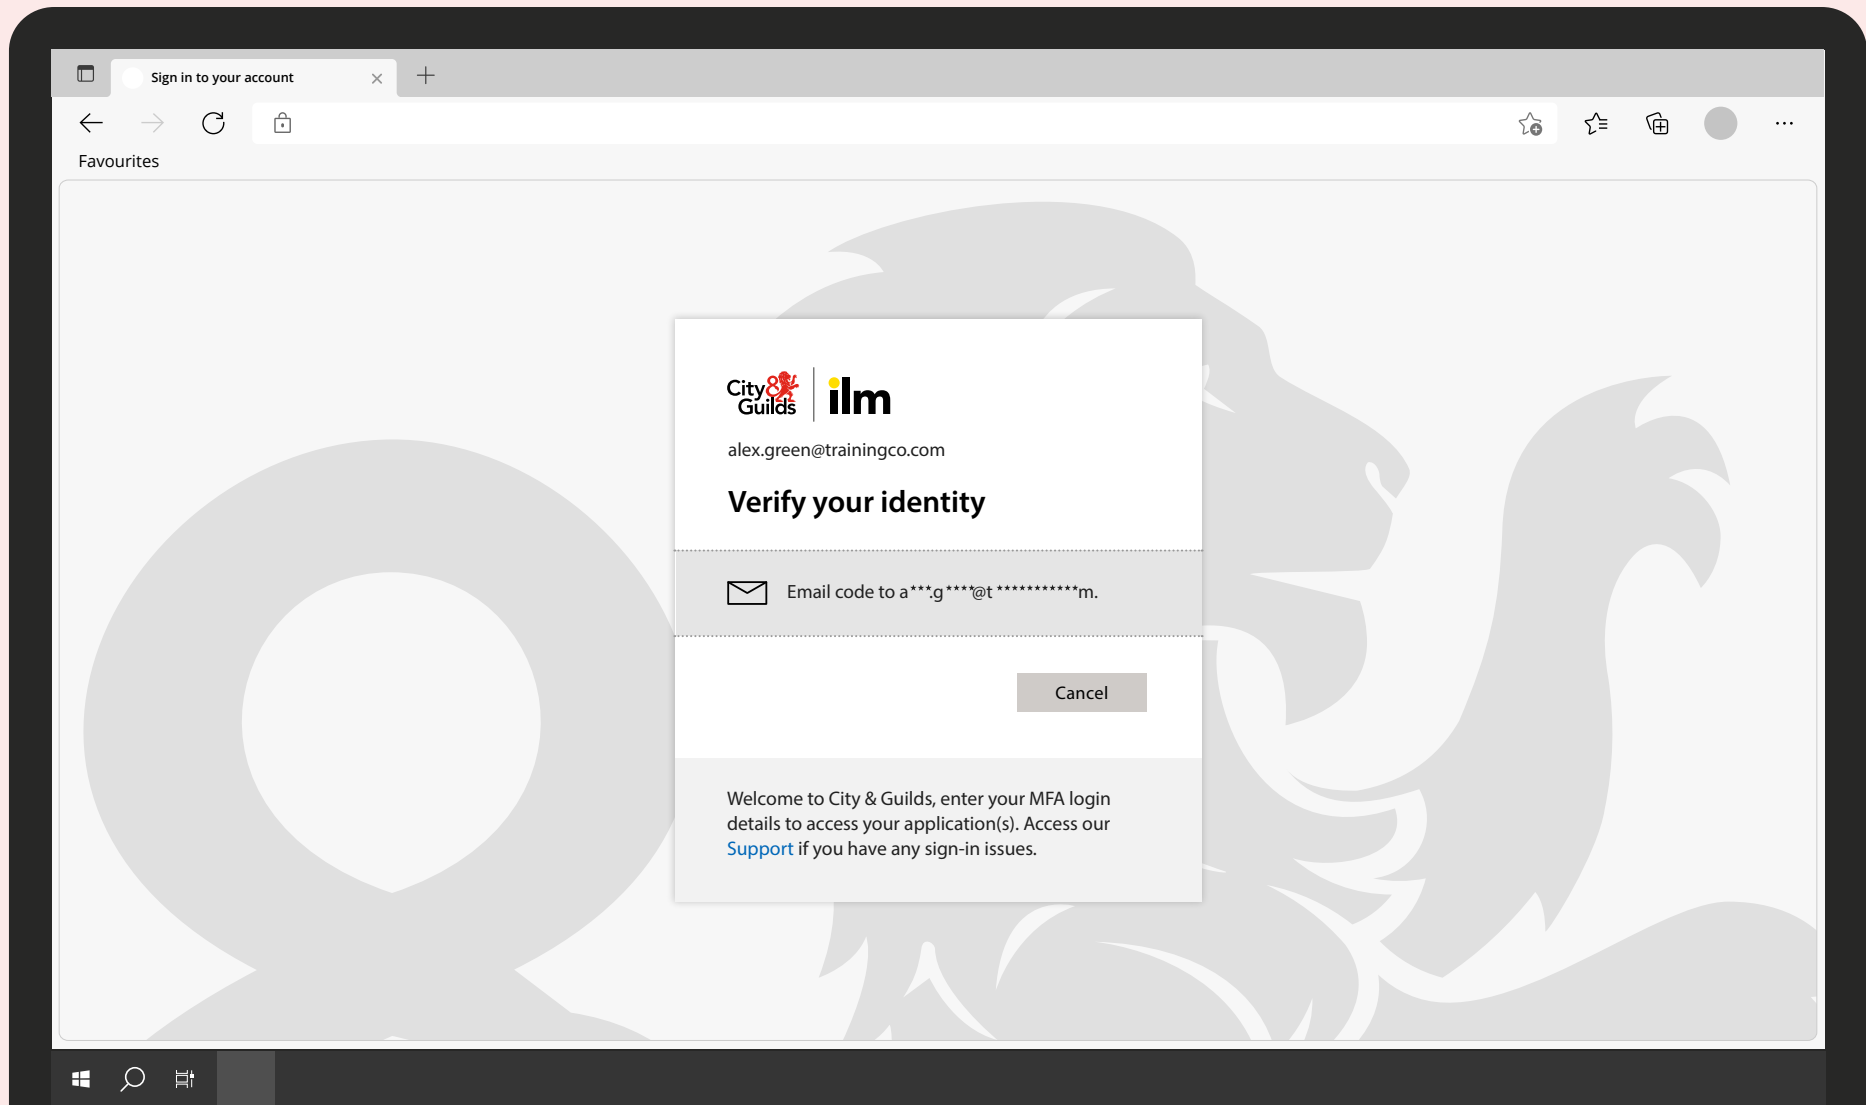 Sign in to your account
Favourites
City & Guilds
ilm
alex.green@trainingco.com
Verify your identity
Email code to a***.g****@t ***********m.
Cancel
Welcome to City & Guilds, enter your MFA login
details to access your application(s). Access our
Support if you have any sign-in issues.